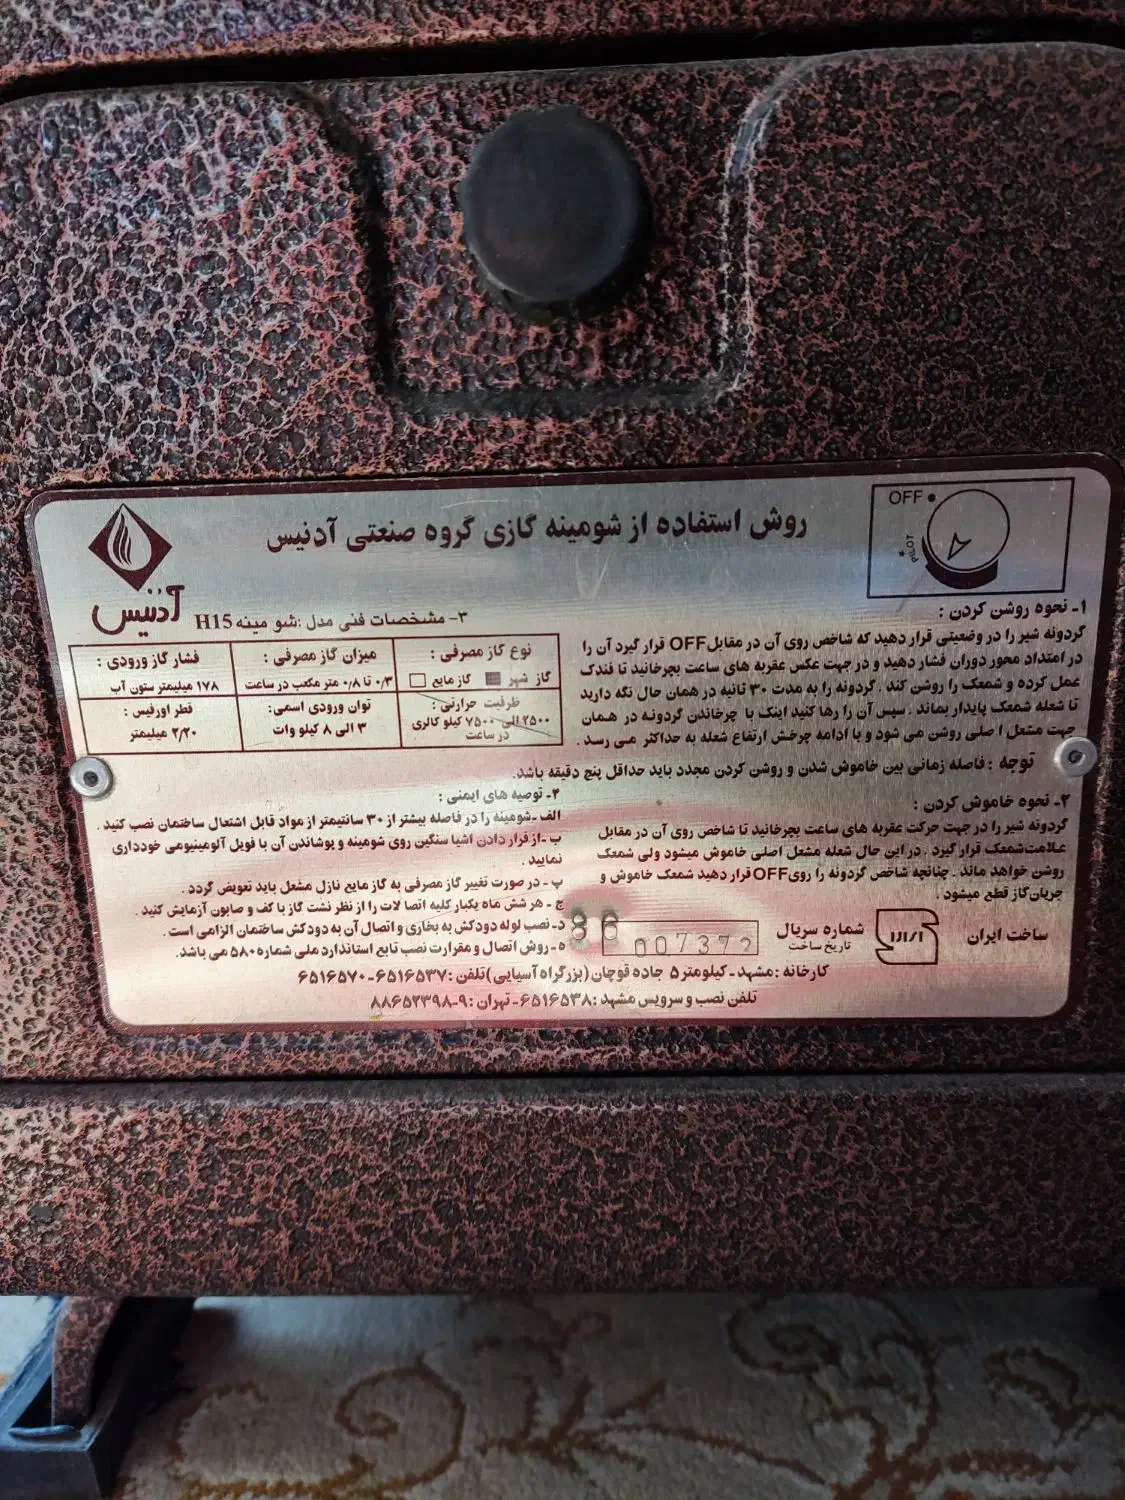 OFF
PILOT
روش استفاده از شومینه گازی گروه صنعتی آدنیس
آدنیس
۱- نحوه روشن کردن :
گردونه شیر را در وضعیتی قرار دهید که شاخص روی آن در مقابل OFF قرار گیرد آن را
در امتداد محور دوران فشار دهید و در جهت عکس عقربه های ساعت بچرخانید تا فندک
عمل کرده و شمعک را روشن کند . گردونه را به مدت ۳۰ ثانیه در همان حال نگه دارید
تا شعله شمعک پایدار بماند . سپس آن را رها کنید اینک با چرخاندن گردونه در همان
جهت مشعل اصلی روشن می شود و با ادامه چرخش ارتفاع شعله به حداکثر می رسد .
توجه : فاصله زمانی بین خاموش شدن و روشن کردن مجدد باید حداقل پنج دقیقه باشد.
۲- نحوه خاموش کردن :
گردونه شیر را در جهت حرکت عقربه های ساعت بچرخانید تا شاخص روی آن در مقابل
علامت شمعک قرار گیرد . در این حال شعله مشعل اصلی خاموش میشود ولی شمعک
روشن خواهد ماند . چنانچه شاخص گردونه را روی OFF قرار دهید شمعک خاموش و
جریان گاز قطع میشود .
۳- مشخصات فنی مدل :شو مینه H15
نوع گاز مصرفی :
گاز شهر گاز مایع
میزان گاز مصرفی :
۰/۳ تا ۰/۸ متر مکعب در ساعت
فشار گاز ورودی :
۱۷۸ میلیمتر ستون آب
ظرفیت حرارتی :
۲۵۰۰ الی ۷۵۰۰ کیلو کالری
در ساعت
توان ورودی اسمی:
۳ الی ۸ کیلو وات
قطر اورفیس :
۲/۲۰ میلیمتر
۴- توصیه های ایمنی :
الف -شومینه را در فاصله بیشتر از ۳۰ سانتیمتر از مواد قابل اشتعال ساختمان نصب کنید .
ب -از قرار دادن اشیا سنگین روی شومینه و پوشاندن آن با فویل آلومینیومی خودداری
نمایید .
پ - در صورت تغییر گاز مصرفی به گاز مایع نازل مشعل باید تعویض گردد .
ج - هر شش ماه یکبار کلیه اتصالات را از نظر نشت گاز با کف و صابون آزمایش کنید .
د- نصب لوله دودکش به بخاری و اتصال آن به دودکش ساختمان الزامی است .
ه- روش اتصال و مقرارت نصب تابع استاندارد ملی شماره ۵۸۰ می باشد.
ساخت ایران
شماره سریال
تاریخ ساخت
007372
86
کارخانه : مشهد - کیلومتر ۵ جاده قوچان (بزرگراه آسیایی) تلفن : ۶۵۱۶۵۳۷-۶۵۱۶۵۷۰
تلفن نصب و سرویس مشهد : ۶۵۱۶۵۳۸ - تهران : ۹-۸۸۶۵۲۳۹۸